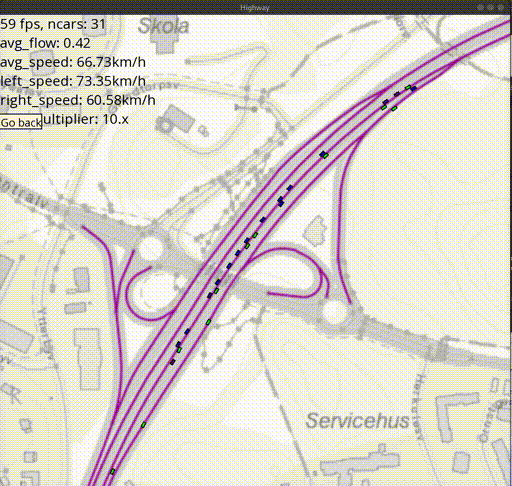 Highway
59 fps, ncars: 31
Skola
avg_flow: 0.42
avg_speed: 66.73km/h
left_speed: 73.35km/h
right_speed: 60.58km/h
Go back ultiplier: 10.x
Servicehus